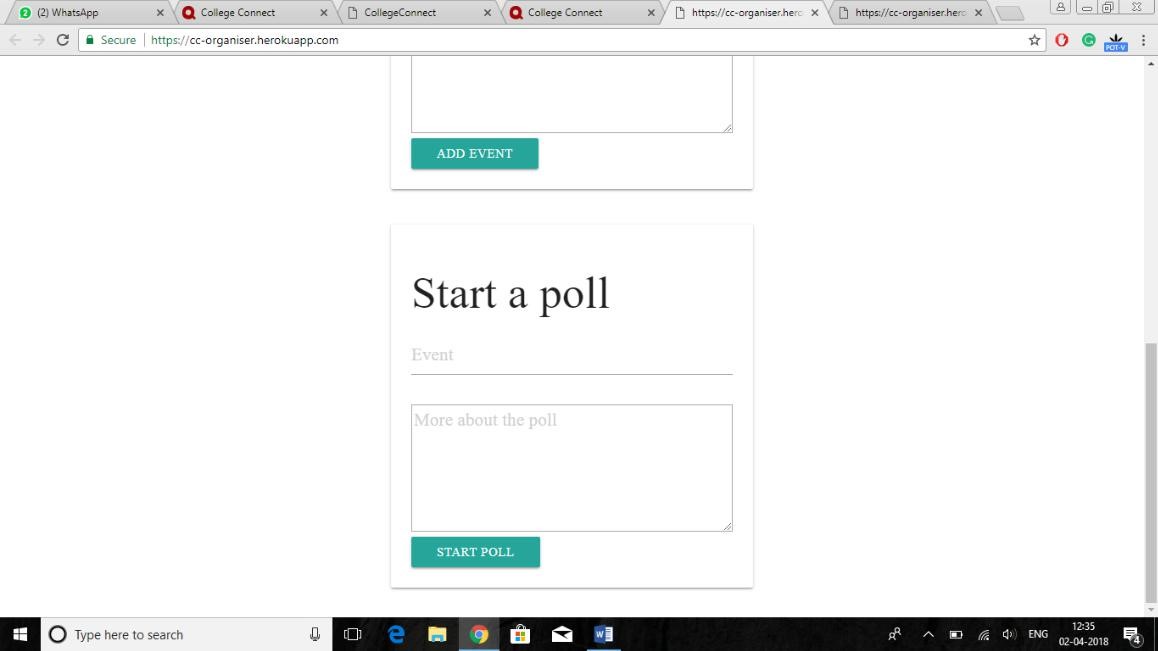 2 (2) WhatsApp
College Connect
CollegeConnect
College Connect
https://cc-organiser.hero
https://cc-organiser.hero
Secure
https://cc-organiser.herokuapp.com
POT-V
ADD EVENT
Start a poll
Event
More about the poll
START POLL
Type here to search
ENG
12:35
02-04-2018
4